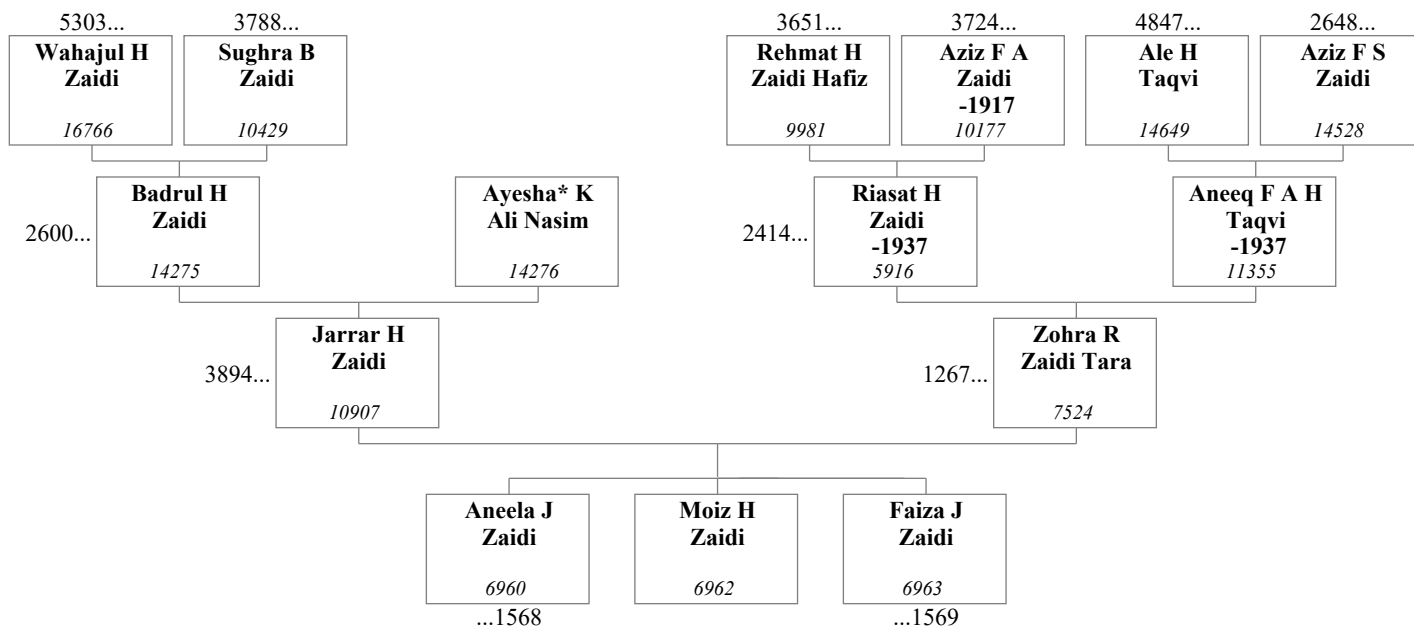 5303...
3788...
3651...
3724...
4847...
2648...
Wahajul H
Zaidi
16766
Sughra B
Zaidi
10429
Rehmat H
Zaidi Hafiz
9981
Aziz F A
Zaidi
-1917
10177
Ale H
Taqvi
14649
Aziz F S
Zaidi
14528
2600...
Badrul H
Zaidi
14275
Ayesha* K
Ali Nasim
14276
2414...
Riasat H
Zaidi
-1937
5916
Aneeq F A H
Taqvi
-1937
11355
3894...
Jarrar H
Zaidi
10907
1267...
Zohra R
Zaidi Tara
7524
Aneela J
Zaidi
6960
...1568
Moiz H
Zaidi
6962
Faiza J
Zaidi
6963
...1569